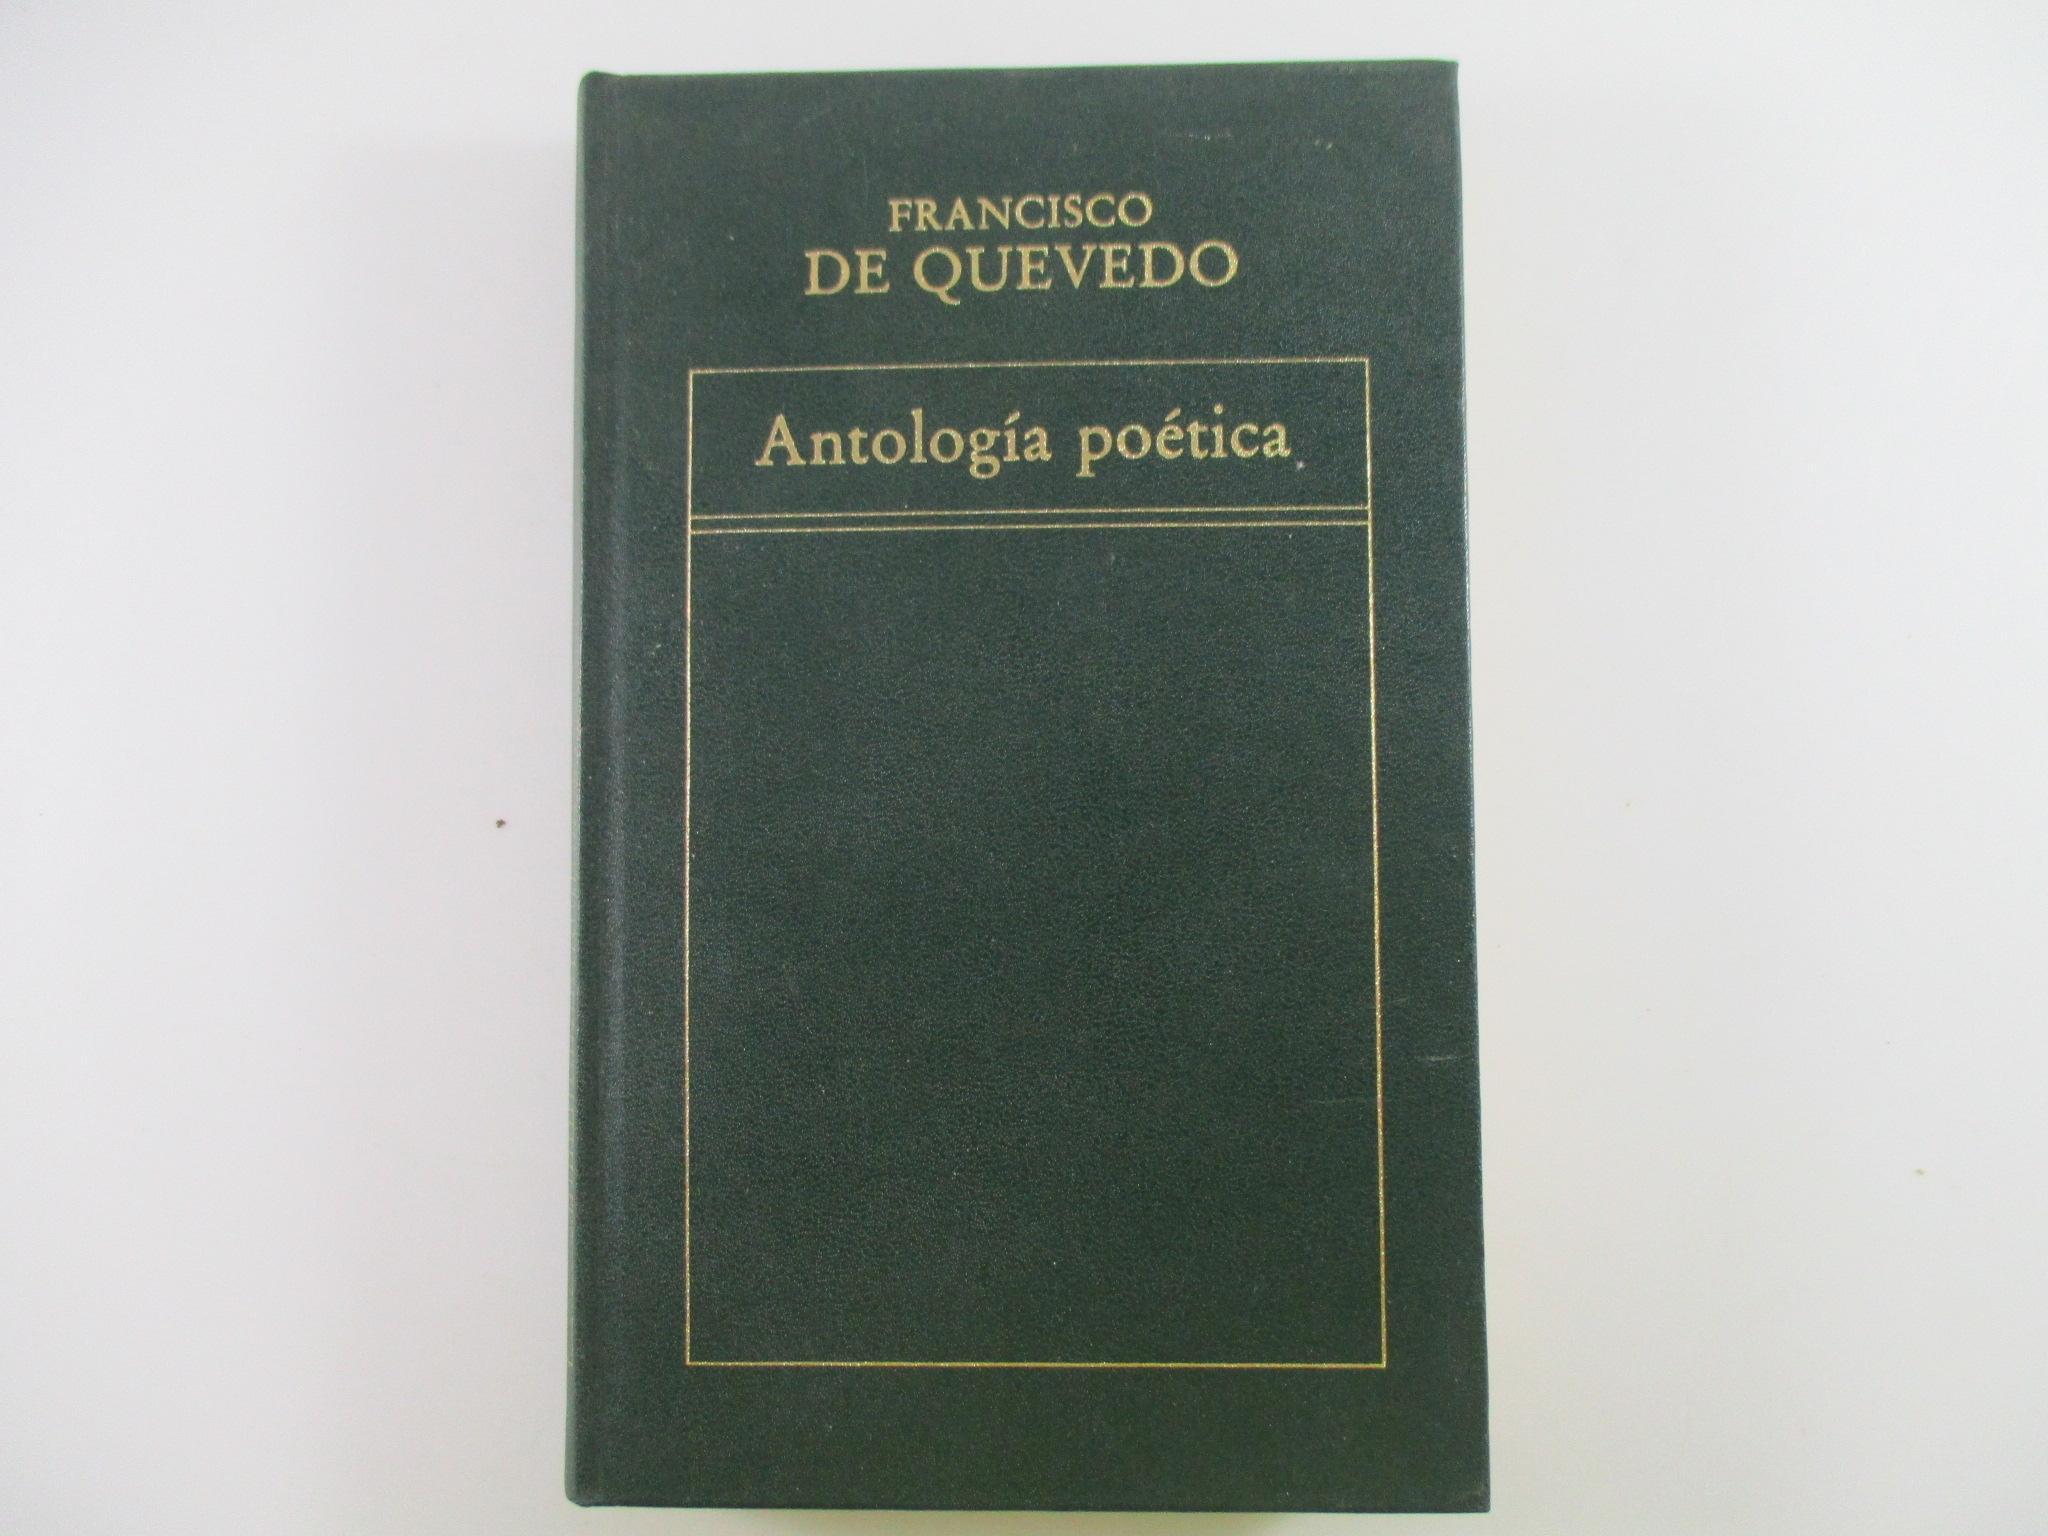 FRANCISCO
DE QUEVEDO
Antología poética